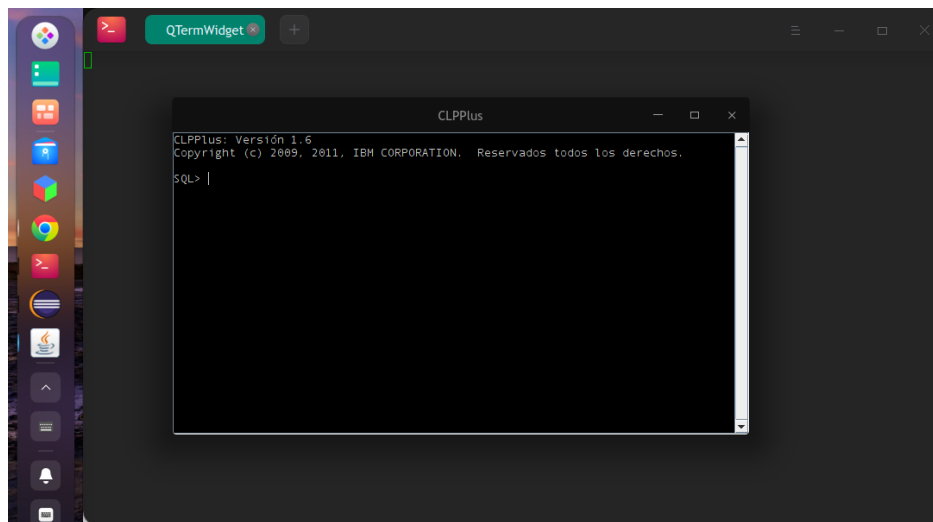 QTermWidget
CLPPlus
CLPPlus: Versión 1.6
Copyright (c) 2009, 2011, IBM CORPORATION.  Reservados todos los derechos.
SQL>